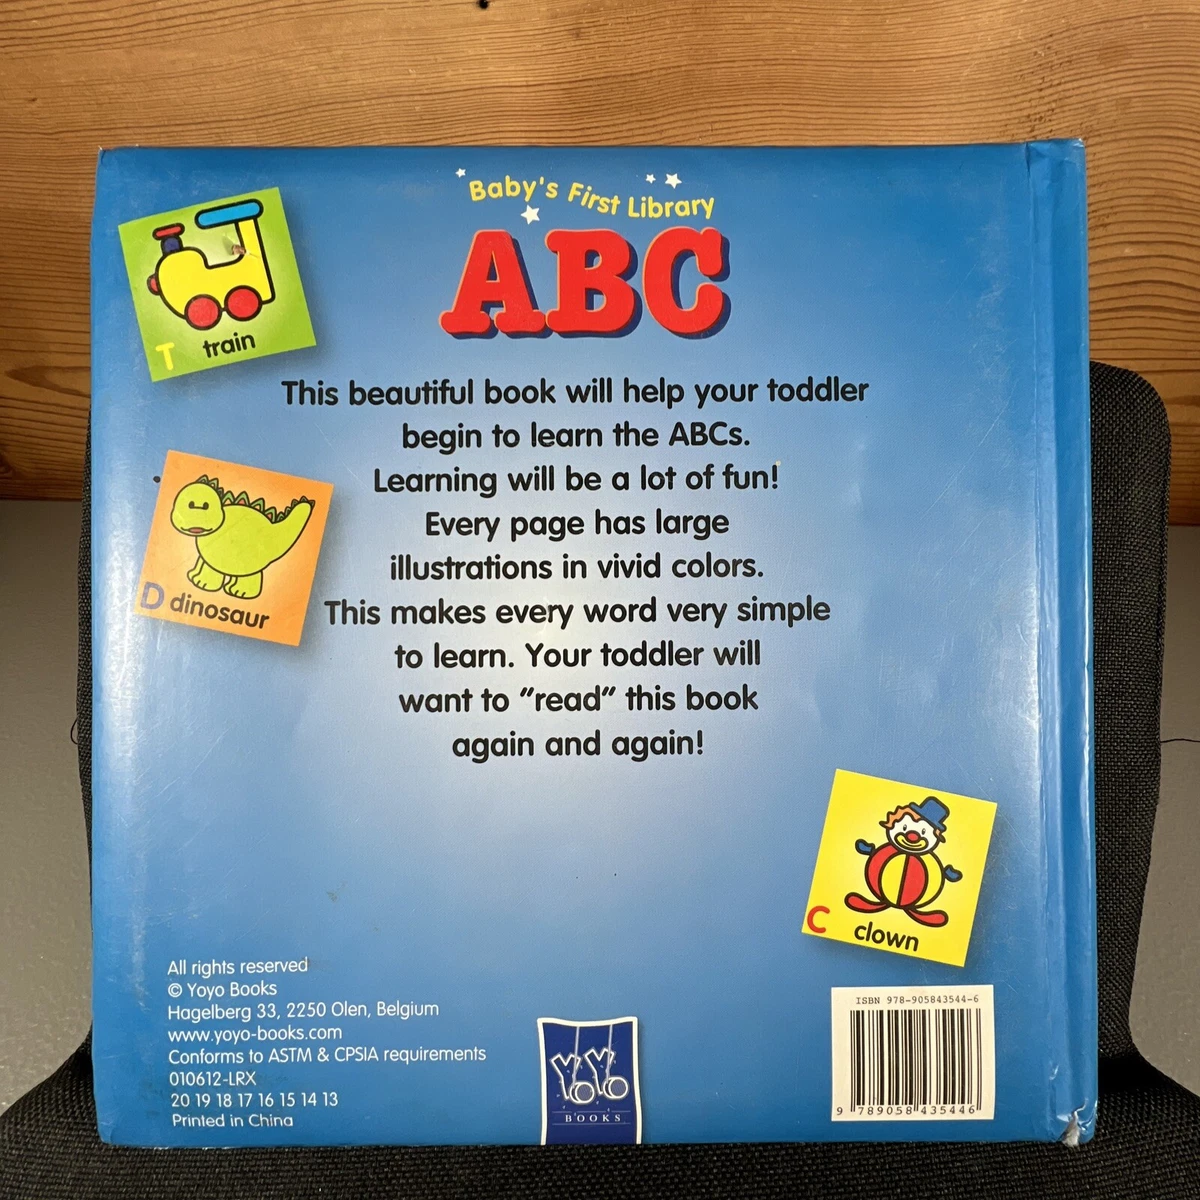 Baby's First Library
ABC
T train
This beautiful book will help your toddler
begin to learn the ABCs.
Learning will be a lot of fun!
Every page has large
illustrations in vivid colors.
This makes every word very simple
to learn. Your toddler will
want to “read” this book
again and again!
D dinosaur
C clown
All rights reserved
© Yoyo Books
Hagelberg 33, 2250 Olen, Belgium
www.yoyo-books.com
Conforms to ASTM & CPSIA requirements
010612-LRX
20 19 18 17 16 15 14 13
Printed in China
YOYO
BOOKS
ISBN 978-905843544-6
9 789058 435446